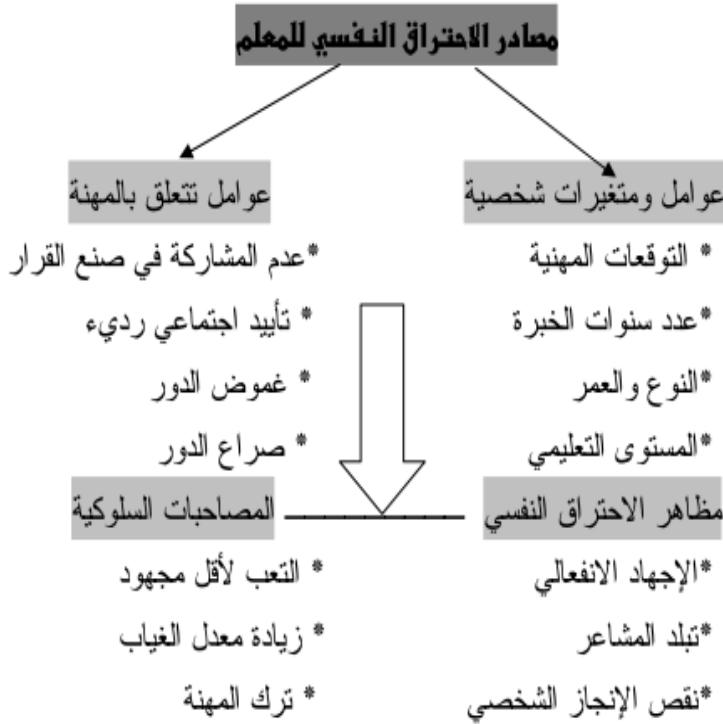 مصادر الاحتراق النفسي للمعلم
عوامل ومتغيرات شخصية
* التوقعات المهنية
*عدد سنوات الخبرة
*النوع والعمر
*المستوى التعليمي
عوامل تتعلق بالمهنة
*عدم المشاركة في صنع القرار
* تأييد اجتماعي رديء
* غموض الدور
* صراع الدور
مظاهر الاحتراق النفسي
*الإجهاد الانفعالي
*تبلد المشاعر
*نقص الإنجاز الشخصي
المصاحبات السلوكية
* التعب لأقل مجهود
* زيادة معدل الغياب
* ترك المهنة